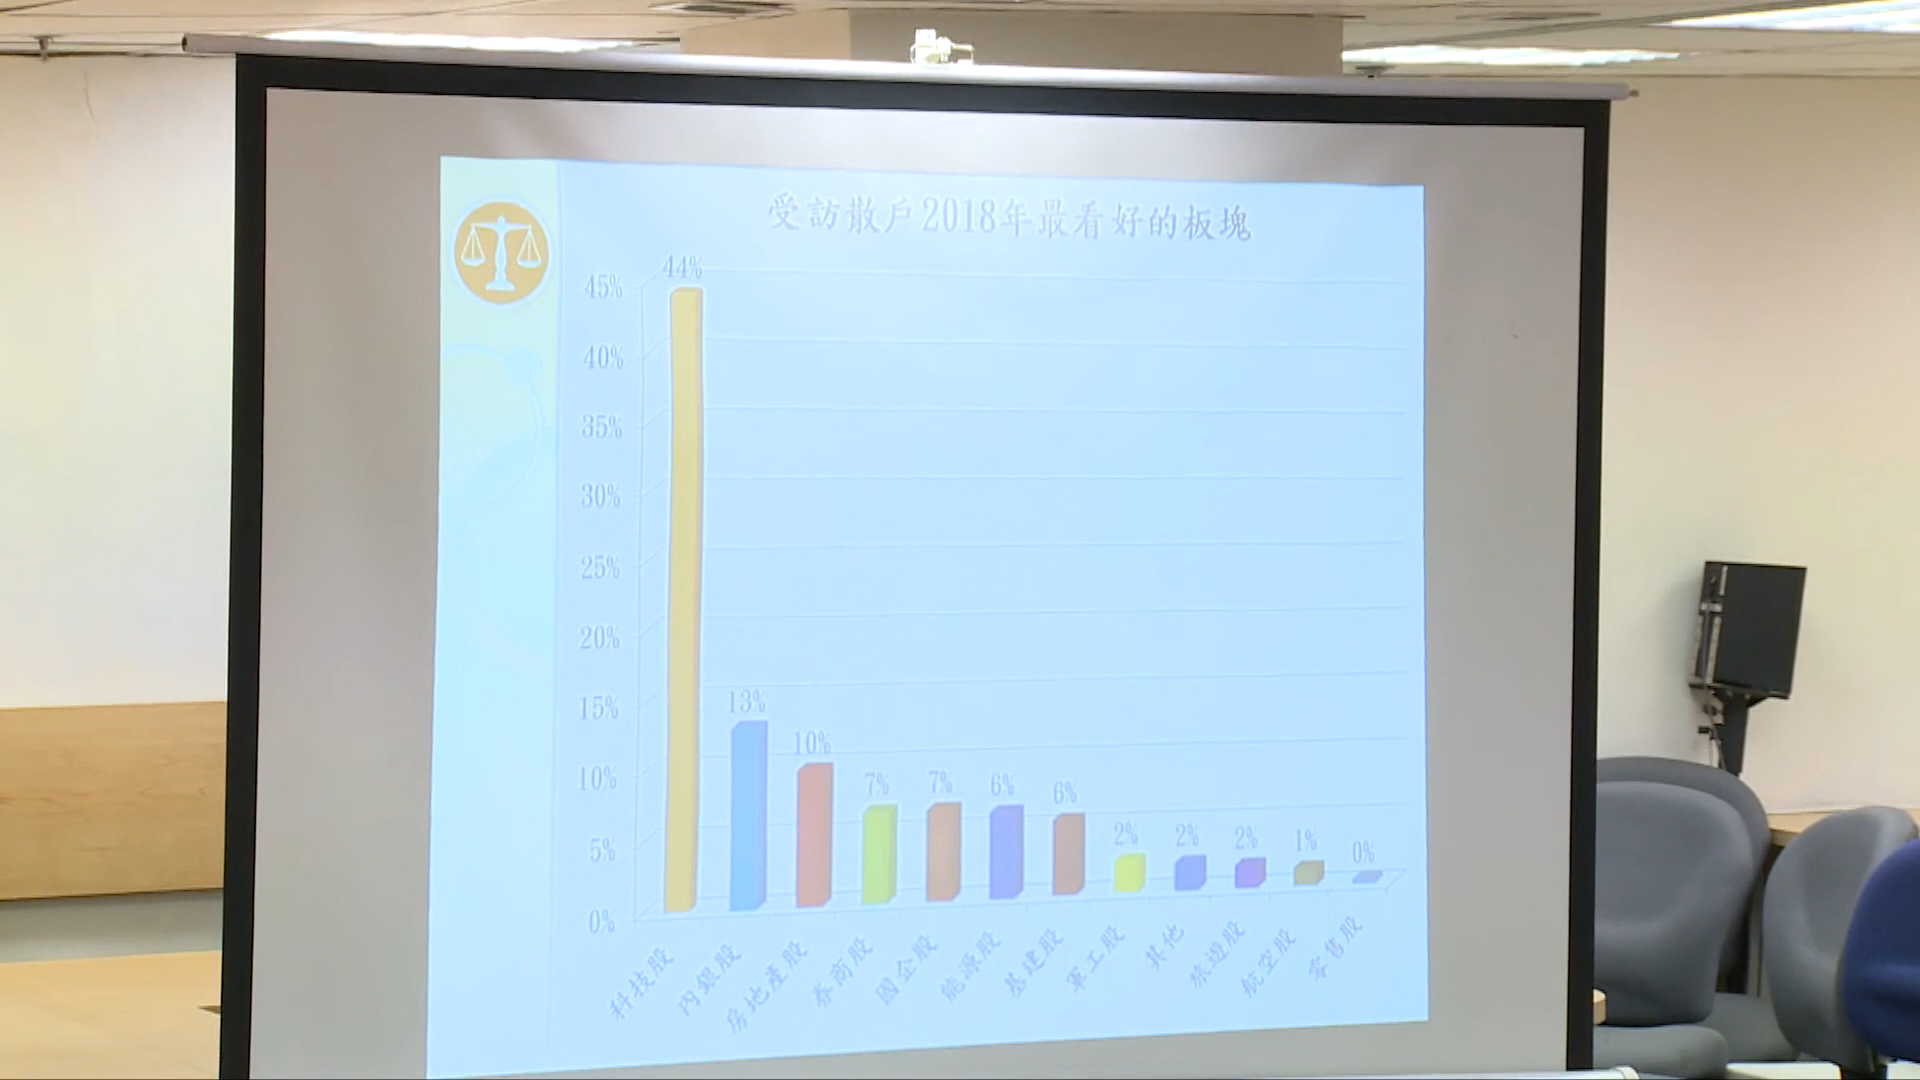 受訪散戶2018年最看好的板塊
45%
40%
35%
30%
25%
20%
15%
10%
5%
0%
44%
13%
10%
7%
7%
6%
6%
2%
2%
2%
1%
0%
科技股
內銀股
房地產股
券商股
國企股
能源股
基建股
軍工股
其他
旅遊股
航空股
零售股